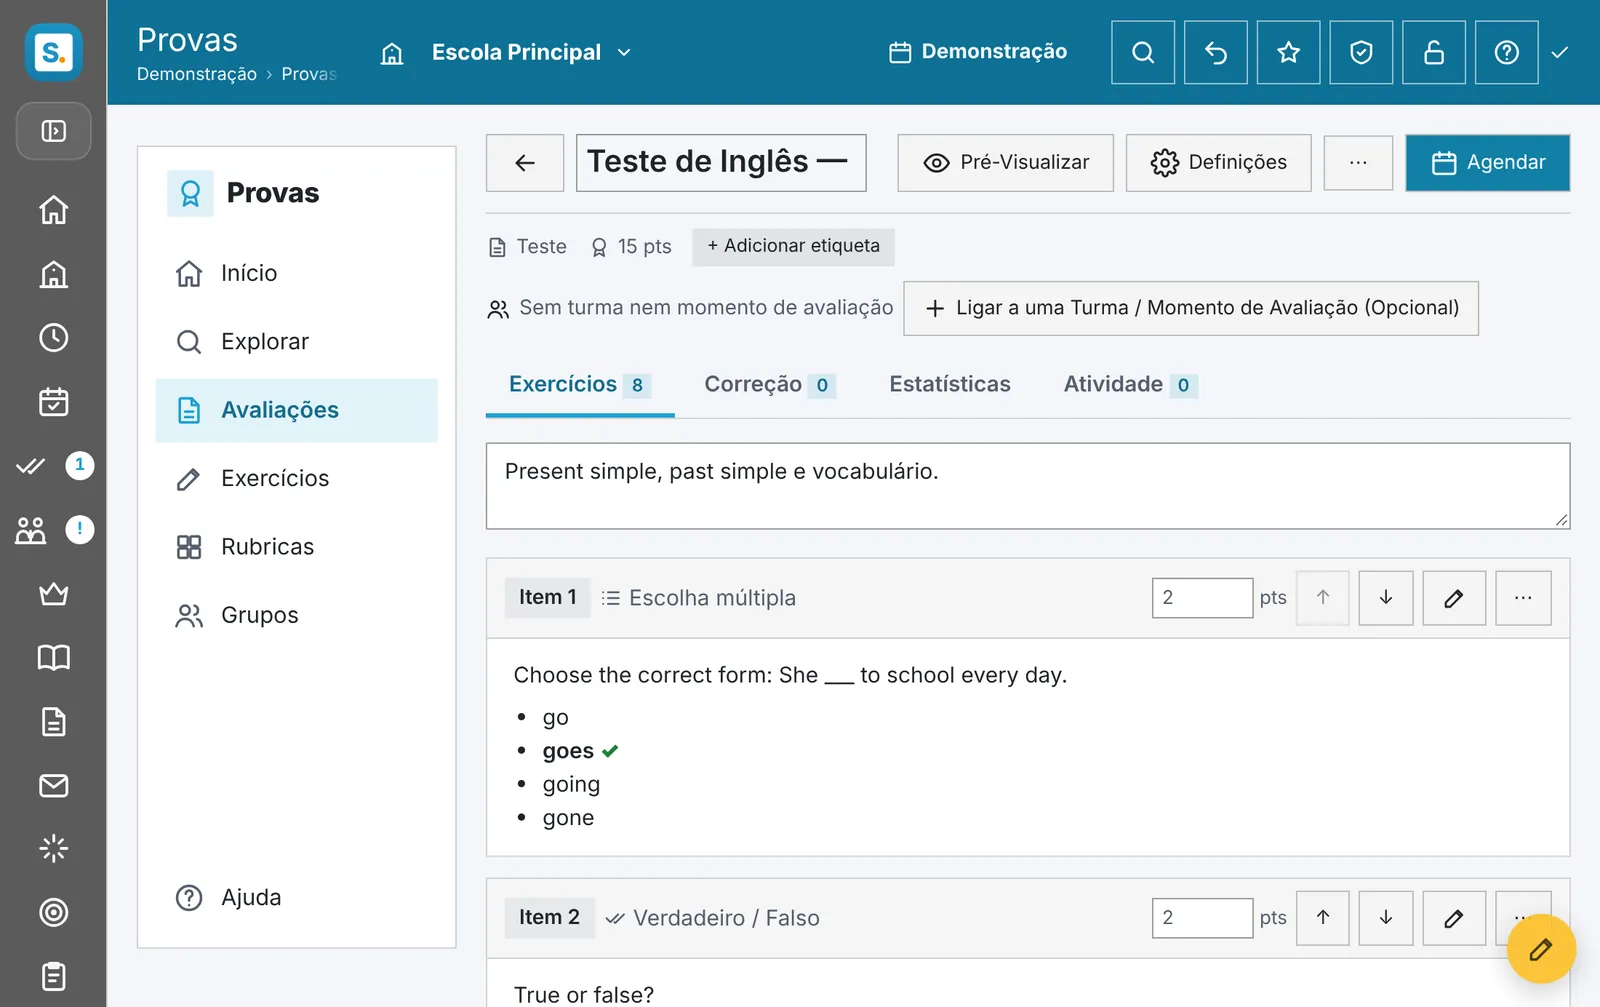 S.
Provas
Demonstração › Provas
Escola Principal
Demonstração
1
!
Provas
Início
Explorar
Avaliações
Exercícios
Rubricas
Grupos
Ajuda
Teste de Inglês —
Pré-Visualizar
Definições
...
Agendar
Teste
15 pts
+ Adicionar etiqueta
Sem turma nem momento de avaliação
+ Ligar a uma Turma / Momento de Avaliação (Opcional)
Exercícios 8
Correção 0
Estatísticas
Atividade 0
Present simple, past simple e vocabulário.
Item 1
Escolha múltipla
2 pts
...
Choose the correct form: She ___ to school every day.
• go
• goes
• going
• gone
Item 2
Verdadeiro / Falso
2 pts
...
True or false?